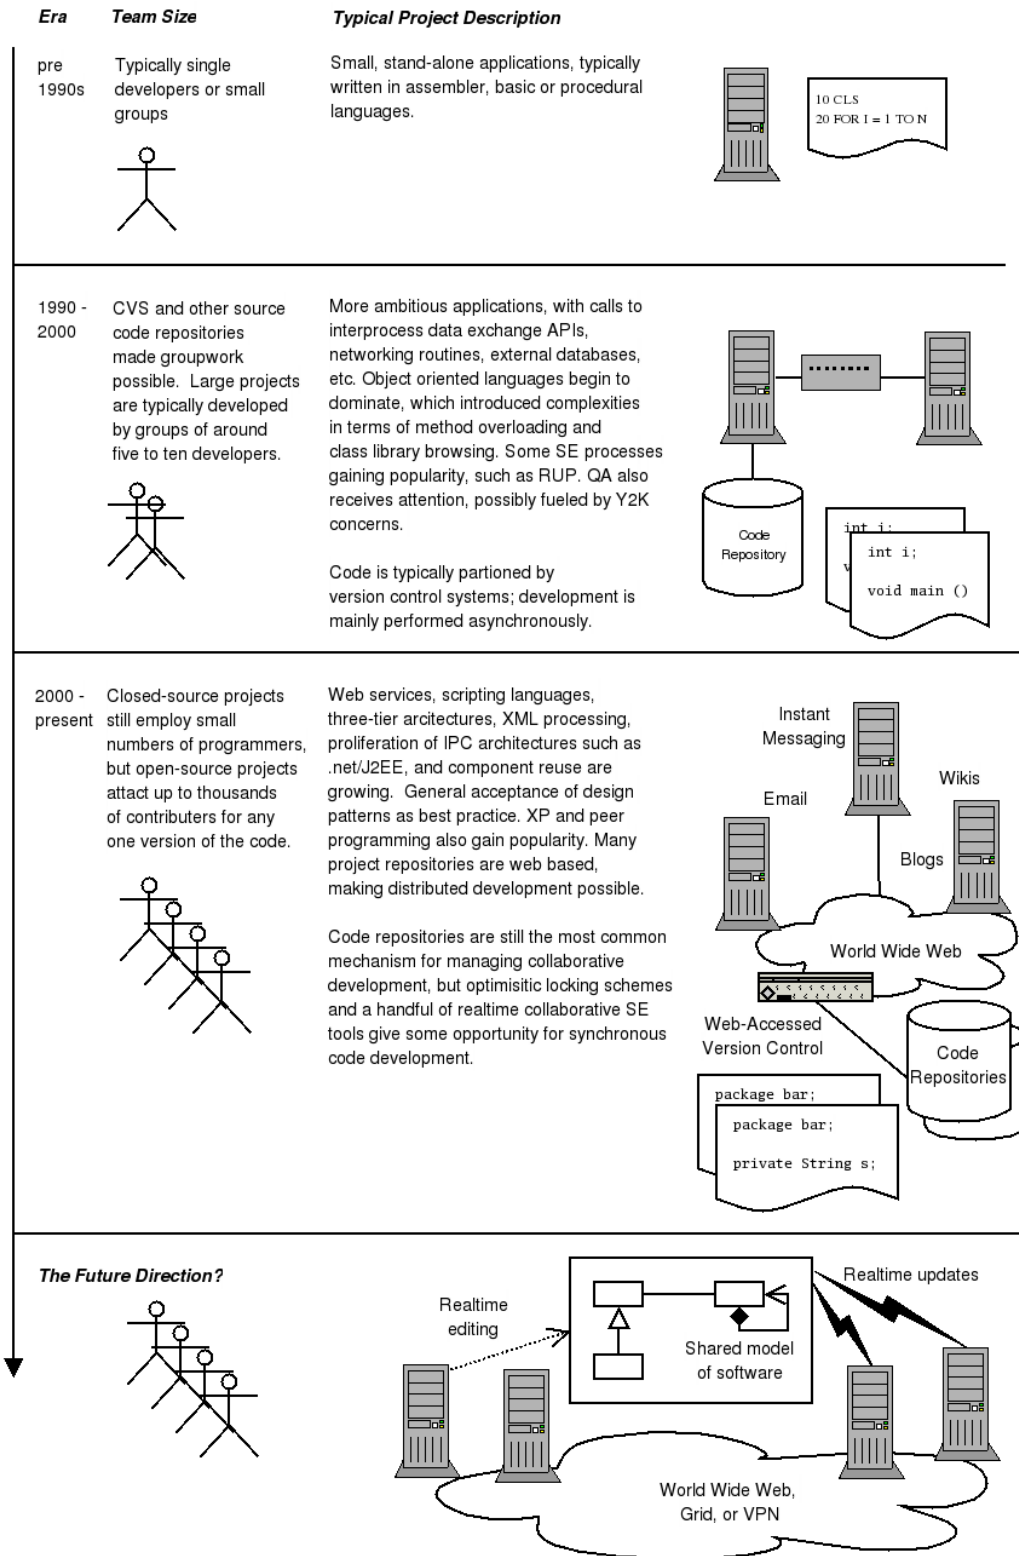 Era Team Size Typical Project Description
pre
1990s
Typically single
developers or small
groups
Small, stand-alone applications, typically
written in assembler, basic or procedural
languages.
10 CLS
20 FOR I = 1 TO N
1990 -
2000
CVS and other source
code repositories
made groupwork
possible. Large projects
are typically developed
by groups of around
five to ten developers.
More ambitious applications, with calls to
interprocess data exchange APIs,
networking routines, external databases,
etc. Object oriented languages begin to
dominate, which introduced complexities
in terms of method overloading and
class library browsing. Some SE processes
gaining popularity, such as RUP. QA also
receives attention, possibly fueled by Y2K
concerns.
Code is typically partioned by
version control systems; development is
mainly performed asynchronously.
Code
Repository
int i;
v
int i;
void main ()
2000 -
present
Closed-source projects
still employ small
numbers of programmers,
but open-source projects
attact up to thousands
of contributers for any
one version of the code.
Web services, scripting languages,
three-tier arcitectures, XML processing,
proliferation of IPC architectures such as
.net/J2EE, and component reuse are
growing. General acceptance of design
patterns as best practice. XP and peer
programming also gain popularity. Many
project repositories are web based,
making distributed development possible.
Code repositories are still the most common
mechanism for managing collaborative
development, but optimisitic locking schemes
and a handful of realtime collaborative SE
tools give some opportunity for synchronous
code development.
Instant
Messaging
Email
Wikis
Blogs
World Wide Web
Web-Accessed
Version Control
Code
Repositories
package bar;
package bar;
private String s;
The Future Direction?
Realtime
editing
Shared model
of software
Realtime updates
World Wide Web,
Grid, or VPN